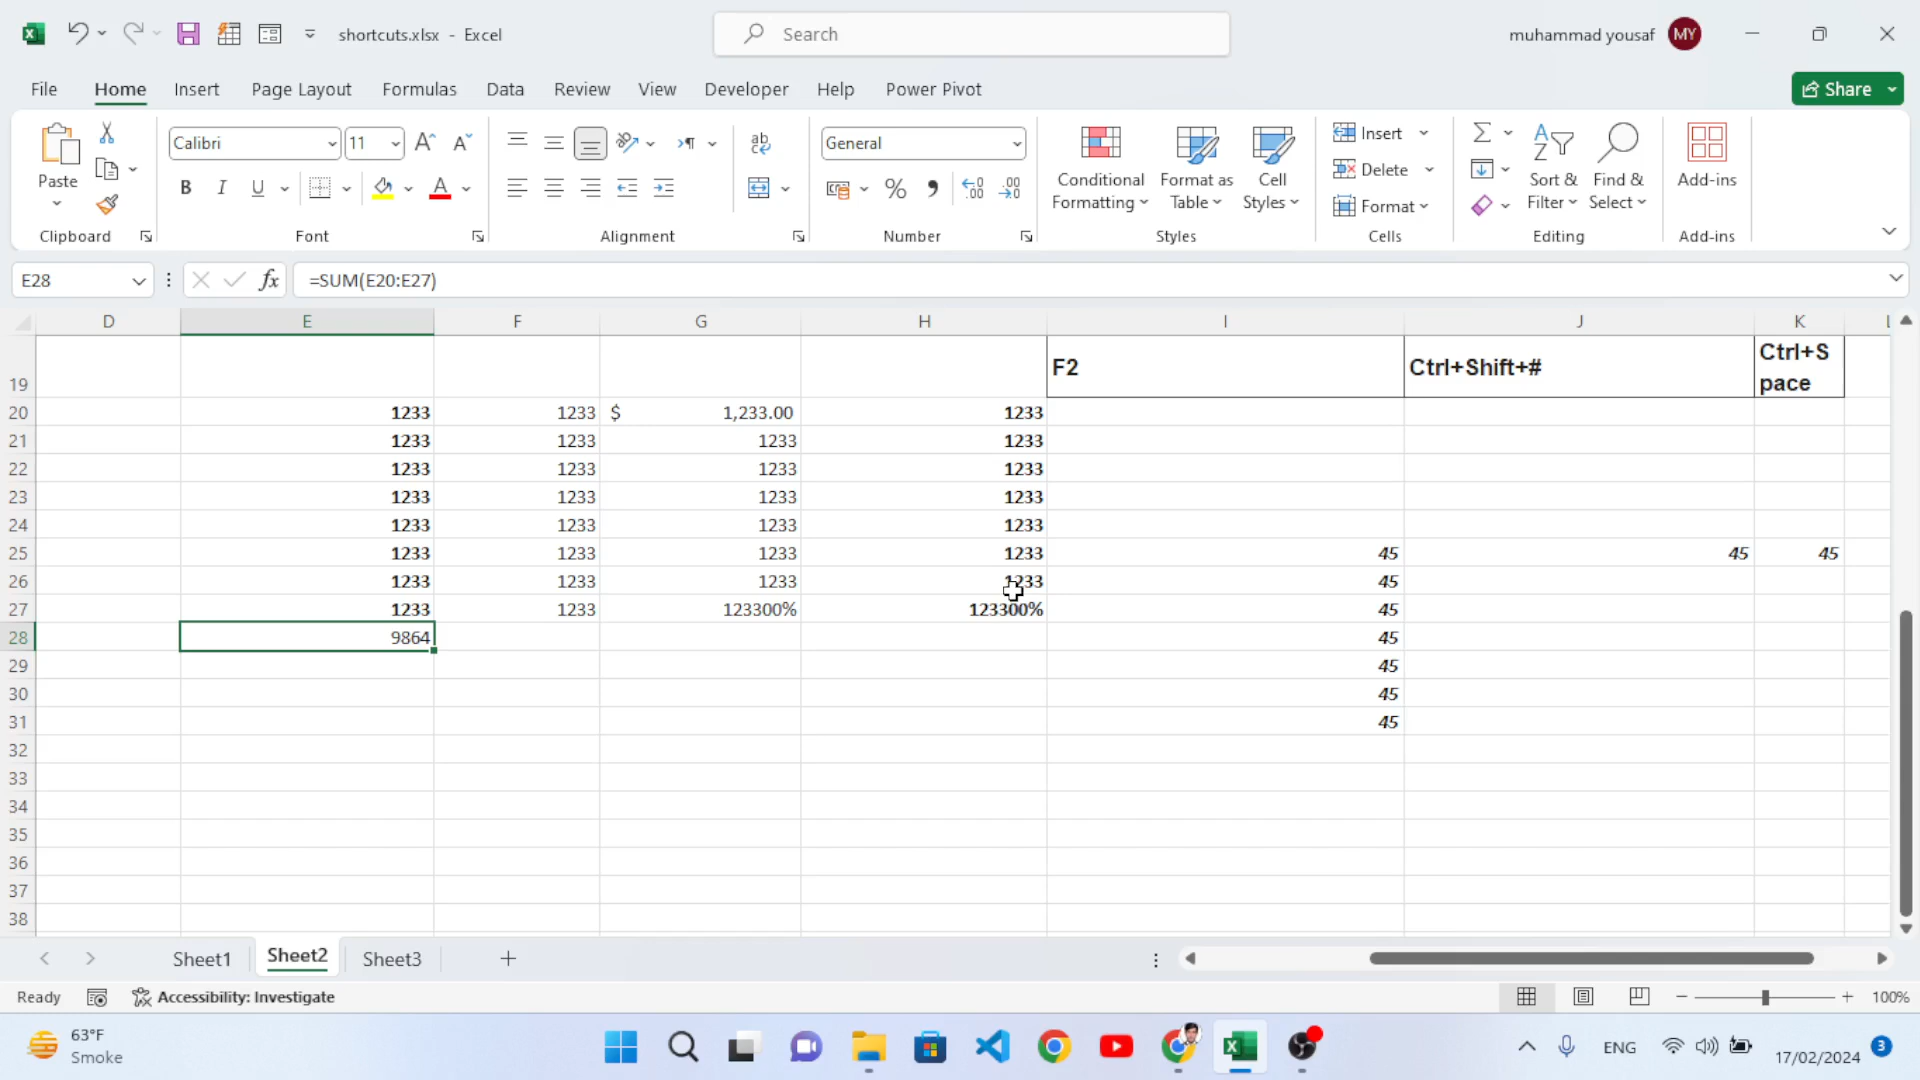 shortcuts.xlsx - Excel
Search
muhammad yousaf
MY
File Home Insert Page Layout Formulas Data Review View Developer Help Power Pivot
Share
Paste
Clipboard
Calibri
11
B I U
A
Font
ab
Alignment
General
% ,
Number
Conditional Formatting
Format as Table
Cell Styles
Styles
Insert
Delete
Format
Cells
Sort & Filter
Find & Select
Editing
Add-ins
Add-ins
E28
fx
=SUM(E20:E27)
D E F G H I J K L
19 F2 Ctrl+Shift+# Ctrl+S
pace
20 1233 1233 $ 1,233.00 1233
21 1233 1233 1233 1233
22 1233 1233 1233 1233
23 1233 1233 1233 1233
24 1233 1233 1233 1233
25 1233 1233 1233 1233 45 45 45
26 1233 1233 1233 1233 45
27 1233 1233 123300% 123300% 45
28 9864 45
29 45
30 45
31 45
32
33
34
35
36
37
38
Sheet1 Sheet2 Sheet3
Ready
Accessibility: Investigate
100%
63°F
Smoke
ENG
17/02/2024
3